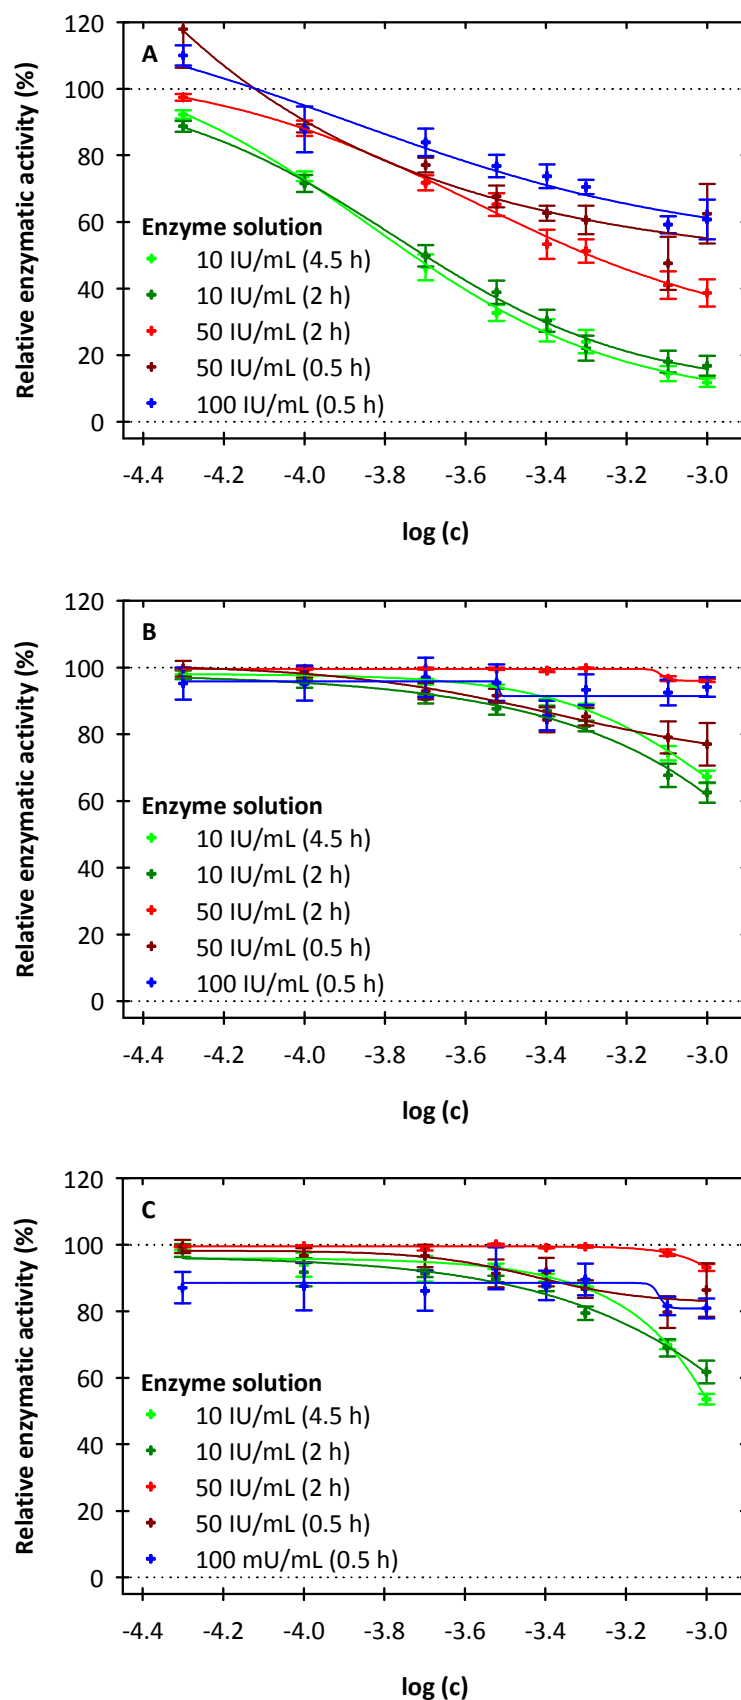 120
100
80
60
40
20
0
Relative enzymatic activity (%)
A
Enzyme solution
10 IU/mL (4.5 h)
10 IU/mL (2 h)
50 IU/mL (2 h)
50 IU/mL (0.5 h)
100 IU/mL (0.5 h)
-4.4 -4.2 -4.0 -3.8 -3.6 -3.4 -3.2 -3.0
log (c)
120
100
80
60
40
20
0
Relative enzymatic activity (%)
B
Enzyme solution
10 IU/mL (4.5 h)
10 IU/mL (2 h)
50 IU/mL (2 h)
50 IU/mL (0.5 h)
100 IU/mL (0.5 h)
-4.4 -4.2 -4.0 -3.8 -3.6 -3.4 -3.2 -3.0
log (c)
120
100
80
60
40
20
0
Relative enzymatic activity (%)
C
Enzyme solution
10 IU/mL (4.5 h)
10 IU/mL (2 h)
50 IU/mL (2 h)
50 IU/mL (0.5 h)
100 mU/mL (0.5 h)
-4.4 -4.2 -4.0 -3.8 -3.6 -3.4 -3.2 -3.0
log (c)